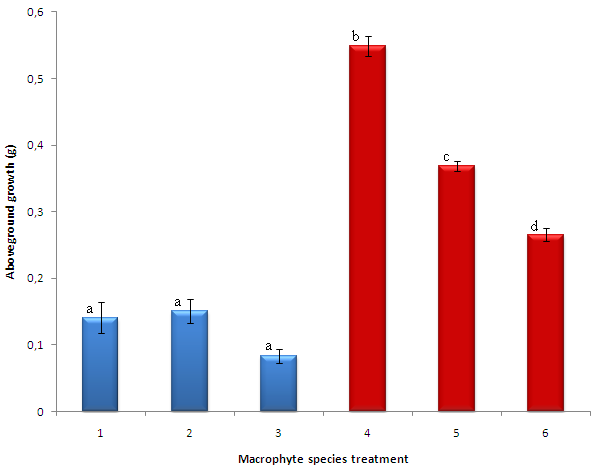 Aboveground growth (g)
0,6
0,5
0,4
0,3
0,2
0,1
0
a
a
a
b
c
d
1 2 3 4 5 6
Macrophyte species treatment